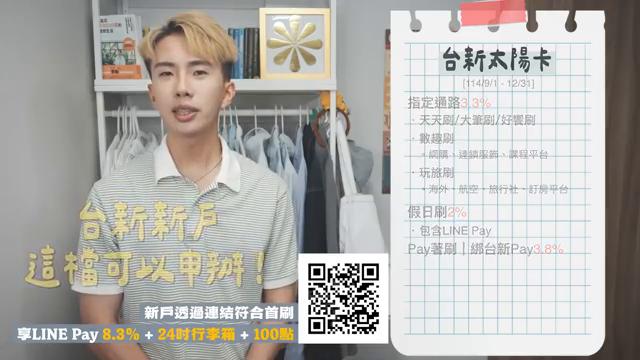 台新太陽卡
[114/9/1 - 12/31]
指定通路3.3%
・天天刷/大筆刷/好饗刷
・數趣刷
◦網購、連鎖服飾、課程平台
・玩旅刷
◦海外、航空、旅行社、訂房平台
假日刷2%
・包含LINE Pay
Pay著刷｜綁台新Pay3.8%
台新新戶
這檔可以申辦！
新戶透過連結符合首刷
享LINE Pay 8.3% + 24吋行李箱 + 100點